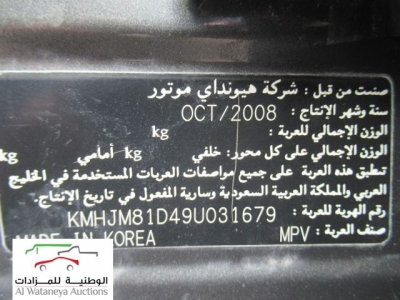 صنعت من قبل: شركة هيونداي موتور
سنة وشهر الإنتاج: OCT/2008
الوزن الإجمالي للعربة: kg
الوزن الإجمالي على كل محور: خلفي kg أمامي kg
تطبق هذه العربة على جميع مواصفات العربات المستخدمة في الخليج
والمملكة العربية السعودية وسارية المفعول في تاريخ الإنتاج.
رقم الهوية للعربة: KMHJM81D49U031679
صنف العربة: MPV MADE IN KOREA
الوطنية للمزادات
Al Wataneya Auctions